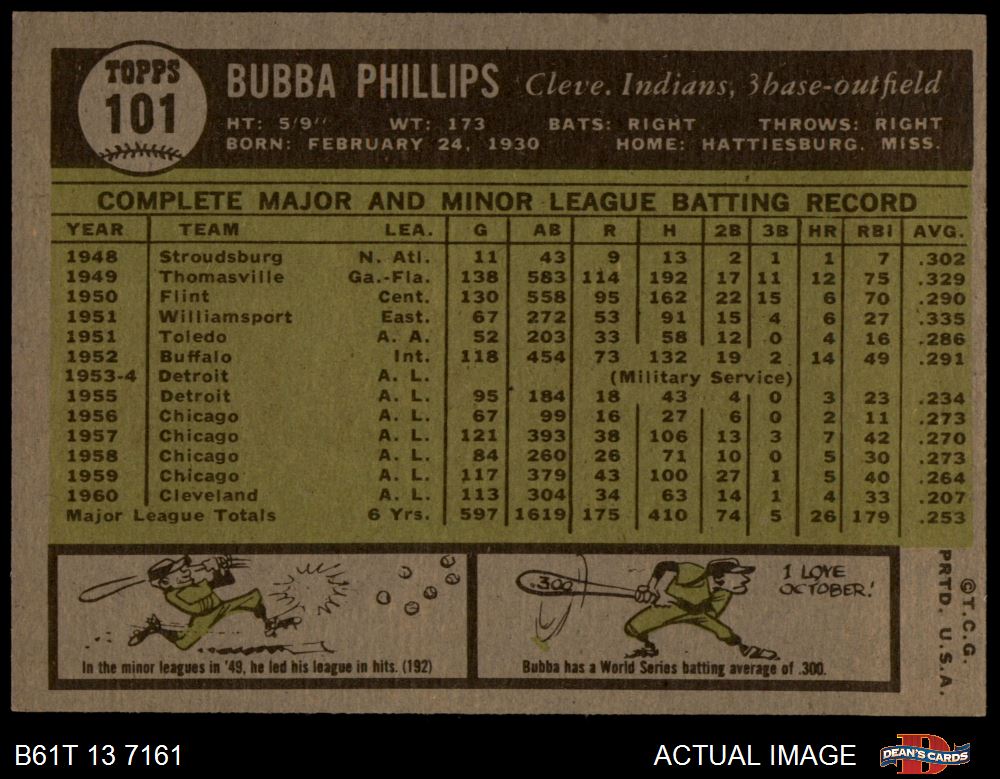 TOPPS
101
BUBBA PHILLIPS Cleve. Indians, 3base-outfield
HT: 5'9" WT: 173 BATS: RIGHT THROWS: RIGHT
BORN: FEBRUARY 24, 1930 HOME: HATTIESBURG, MISS.
COMPLETE MAJOR AND MINOR LEAGUE BATTING RECORD
YEAR TEAM LEA. G AB R H 2B 3B HR RBI AVG.
1948 Stroudsburg N. Atl. 11 43 9 13 2 1 1 7 .302
1949 Thomasville Ga.-Fla. 138 583 114 192 17 11 12 75 .329
1950 Flint Cent. 130 558 95 162 22 15 6 70 .290
1951 Williamsport East. 67 272 53 91 15 4 6 27 .335
1951 Toledo A. A. 52 203 33 58 12 0 4 16 .286
1952 Buffalo Int. 118 454 73 132 19 2 14 49 .291
1953-4 Detroit A. L. (Military Service)
1955 Detroit A. L. 95 184 18 43 4 0 3 23 .234
1956 Chicago A. L. 67 99 16 27 6 0 2 11 .273
1957 Chicago A. L. 121 393 38 106 13 3 7 42 .270
1958 Chicago A. L. 84 260 26 71 10 0 5 30 .273
1959 Chicago A. L. 117 379 43 100 27 1 5 40 .264
1960 Cleveland A. L. 113 304 34 63 14 1 4 33 .207
Major League Totals 6 Yrs. 597 1619 175 410 74 5 26 179 .253
In the minor leagues in '49, he led his league in hits. (192)
.300
I LOVE
OCTOBER!
Bubba has a World Series batting average of .300.
©T.C.G.
PRTD. U.S.A.
B61T 13 7161
ACTUAL IMAGE
DEAN'S CARDS